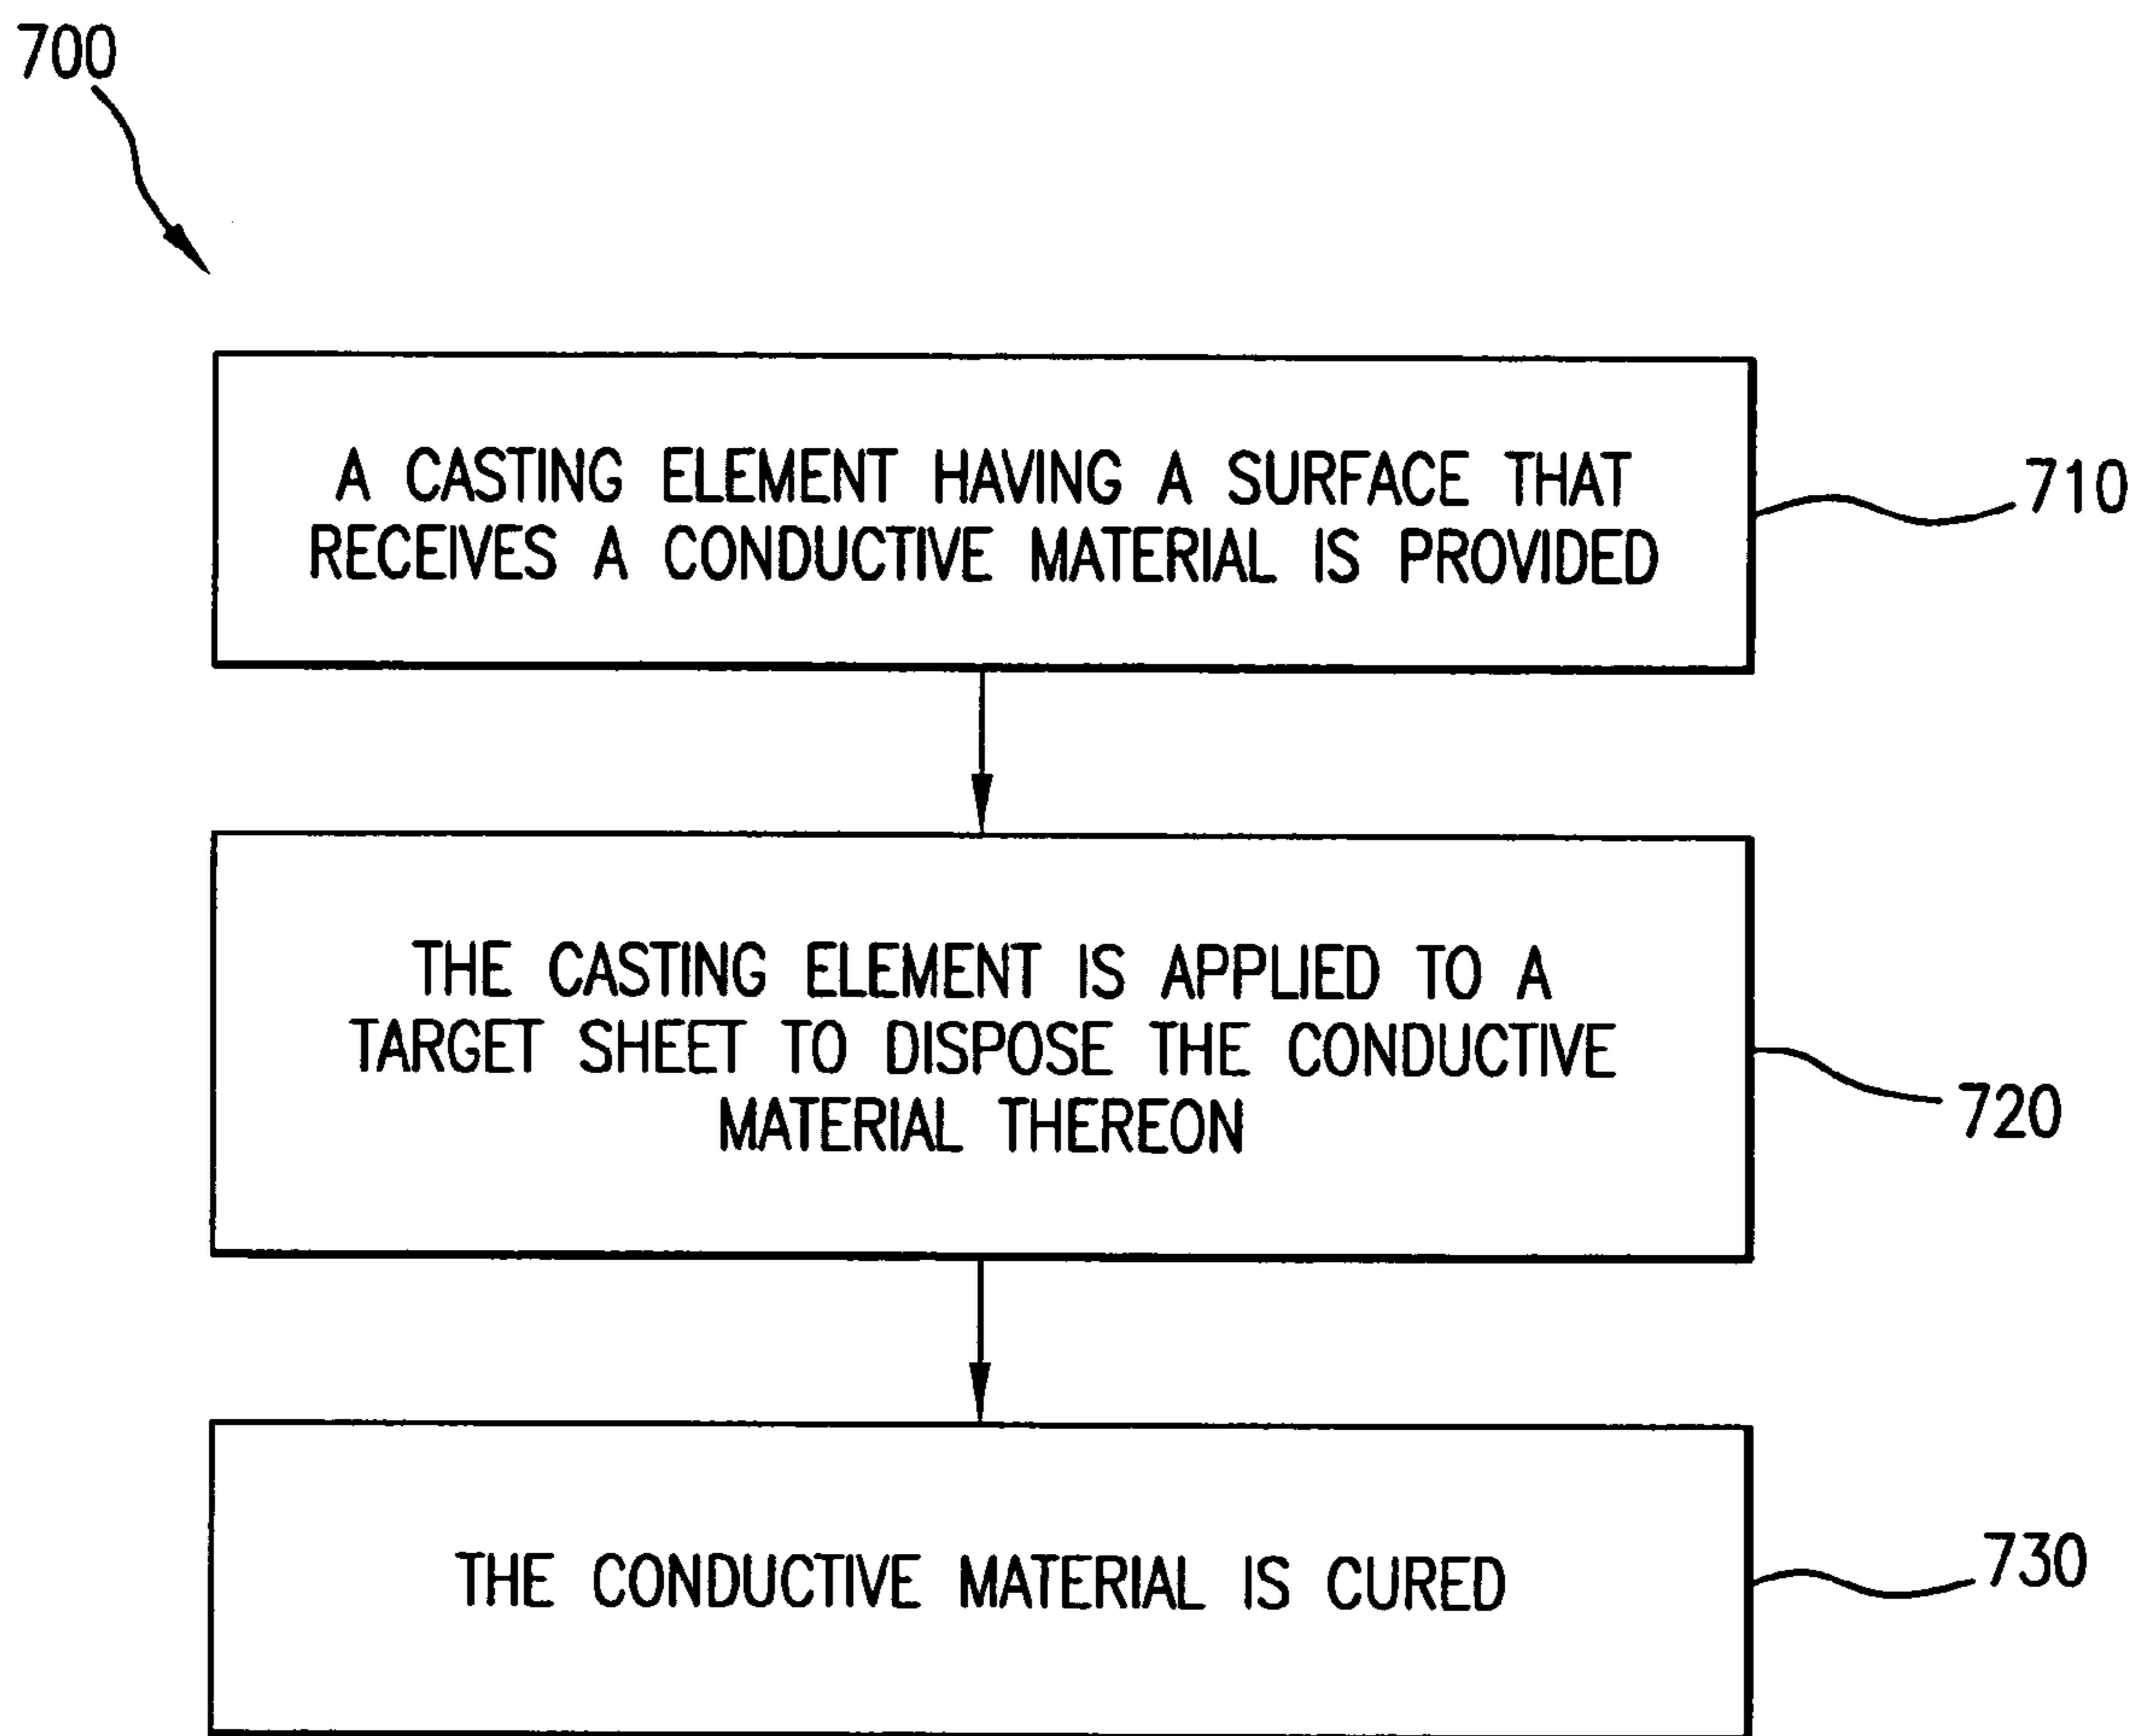 700
A CASTING ELEMENT HAVING A SURFACE THAT
RECEIVES A CONDUCTIVE MATERIAL IS PROVIDED
710
THE CASTING ELEMENT IS APPLIED TO A
TARGET SHEET TO DISPOSE THE CONDUCTIVE
MATERIAL THEREON
720
THE CONDUCTIVE MATERIAL IS CURED
730